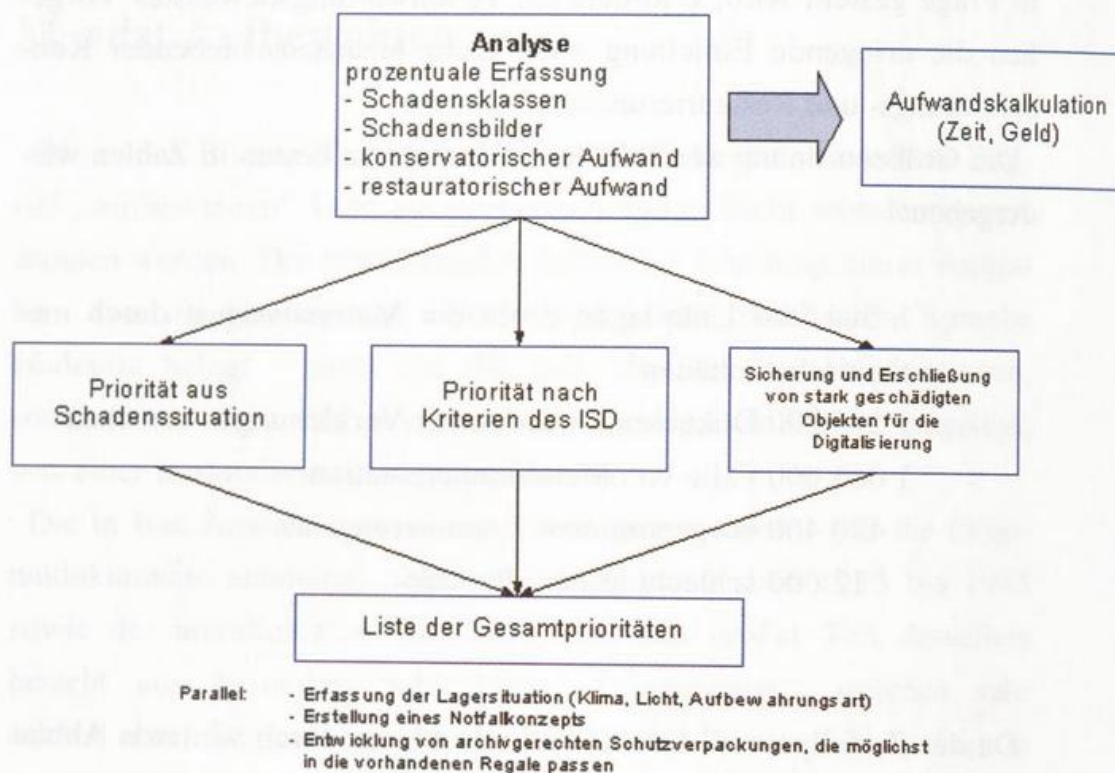 Analyse
prozentuale Erfassung
- Schadensklassen
- Schadensbilder
- konservatorischer Aufwand
- restauratorischer Aufwand
Aufwandskalkulation
(Zeit, Geld)
Priorität aus
Schadenssituation
Priorität nach
Kriterien des ISD
Sicherung und Erschließung
von stark geschädigten
Objekten für die
Digitalisierung
Liste der Gesamtprioritäten
Parallel: - Erfassung der Lagersituation (Klima, Licht, Aufbewahrungsart)
- Erstellung eines Notfallkonzepts
- Entwicklung von archivgerechten Schutzverpackungen, die möglichst
in die vorhandenen Regale passen